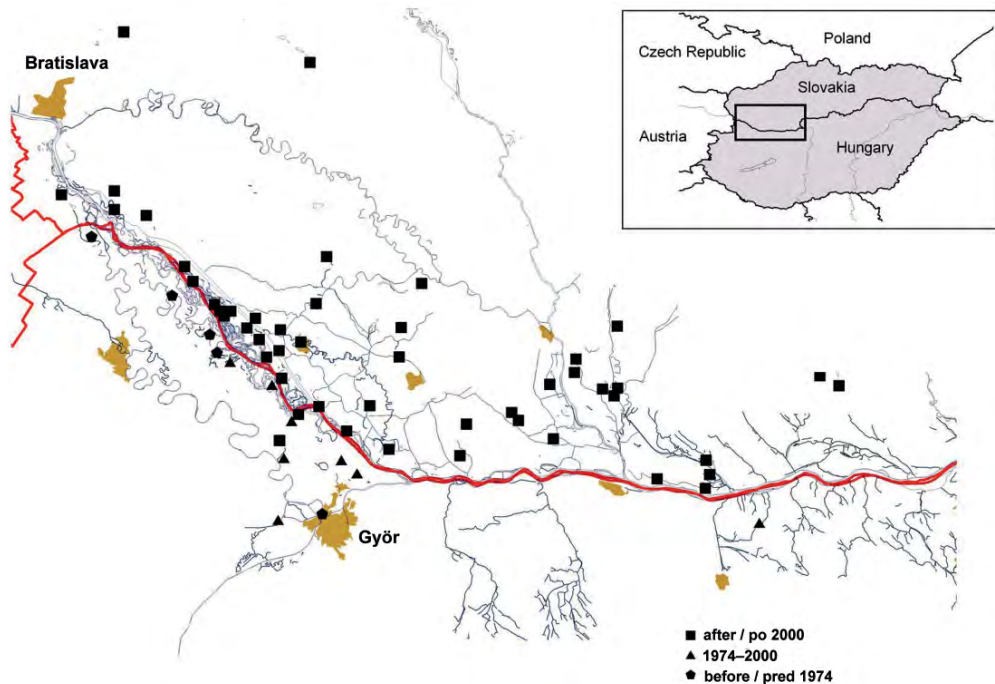 Bratislava
Györ
Czech Republic
Poland
Slovakia
Austria
Hungary
after / po 2000
1974–2000
before / pred 1974